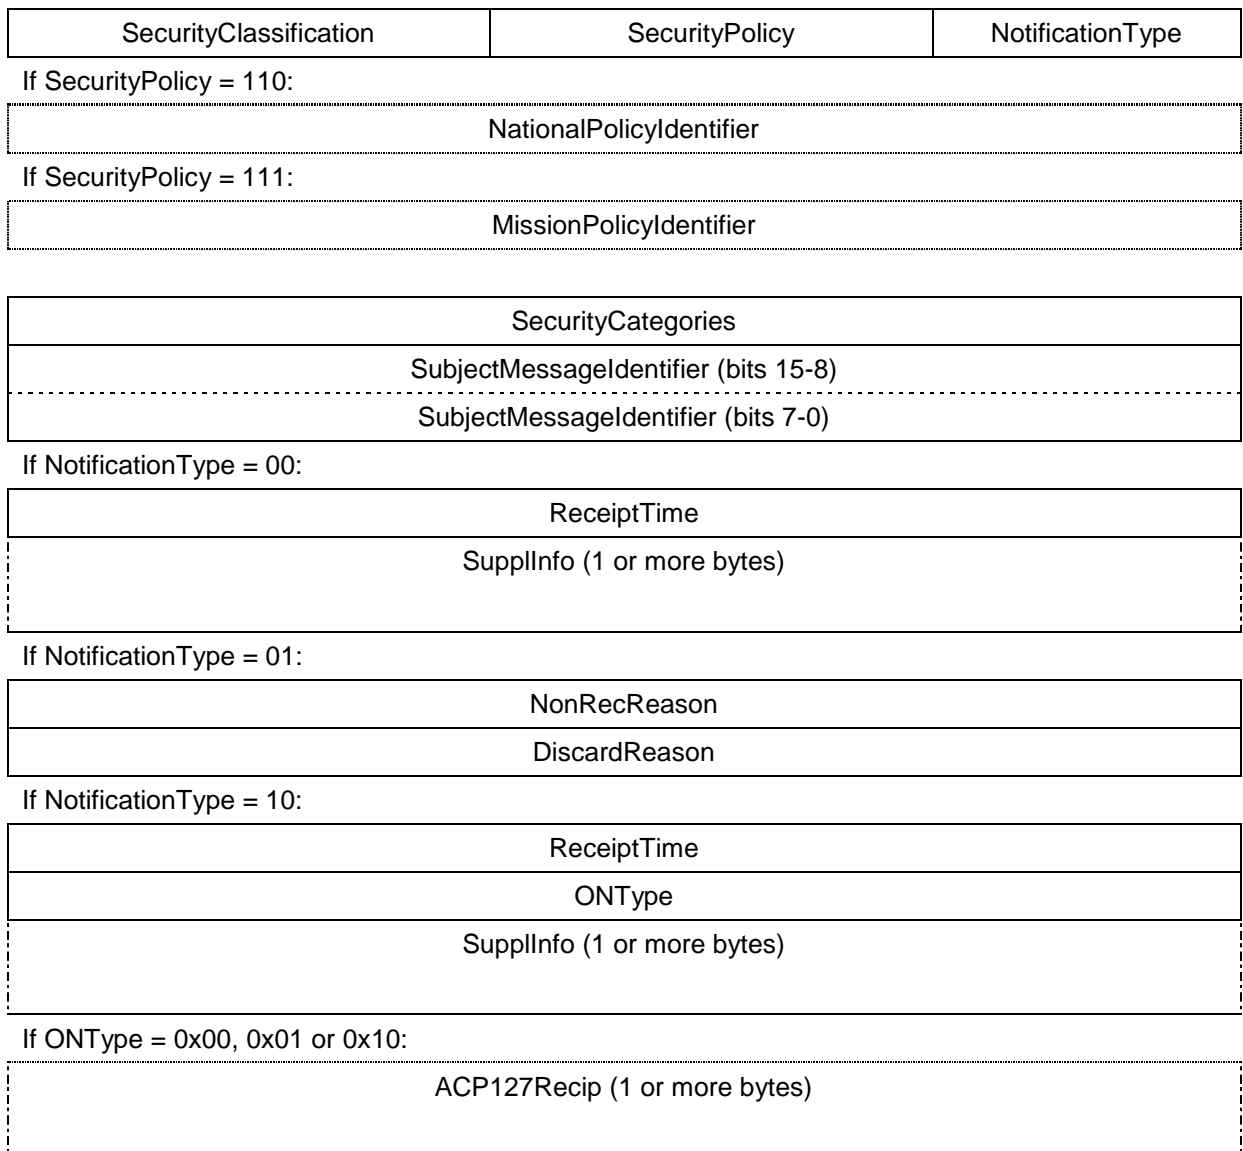 SecurityClassification SecurityPolicy NotificationType
If SecurityPolicy = 110:
NationalPolicyIdentifier
If SecurityPolicy = 111:
MissionPolicyIdentifier
SecurityCategories
SubjectMessageIdentifier (bits 15-8)
SubjectMessageIdentifier (bits 7-0)
If NotificationType = 00:
ReceiptTime
SupplInfo (1 or more bytes)
If NotificationType = 01:
NonRecReason
DiscardReason
If NotificationType = 10:
ReceiptTime
ONType
SupplInfo (1 or more bytes)
If ONType = 0x00, 0x01 or 0x10:
ACP127Recip (1 or more bytes)